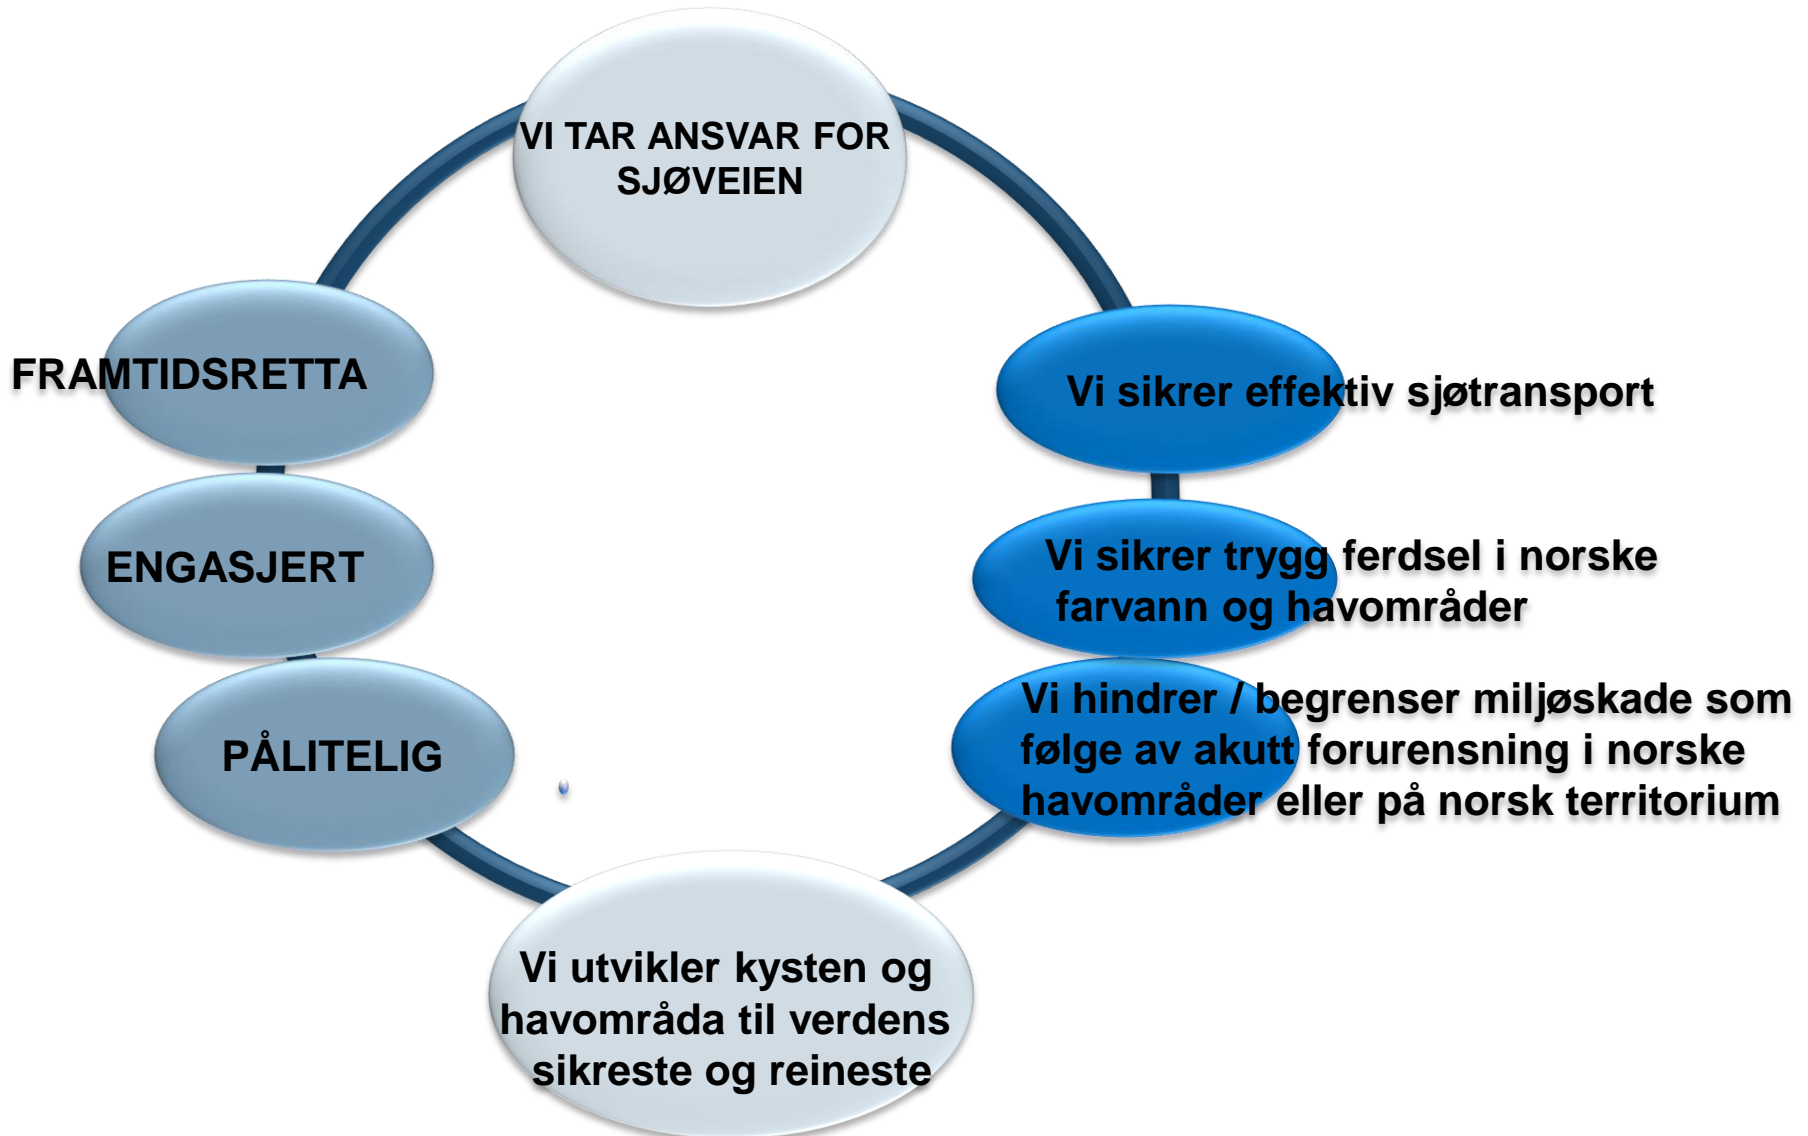 VI TAR ANSVAR FOR
SJØVEIEN
FRAMTIDSRETTA
Vi sikrer effektiv sjøtransport
ENGASJERT
Vi sikrer trygg ferdsel i norske
farvann og havområder
PÅLITELIG
Vi hindrer / begrenser miljøskade som
følge av akutt forurensning i norske
havområder eller på norsk territorium
Vi utvikler kysten og
havområda til verdens
sikreste og reineste